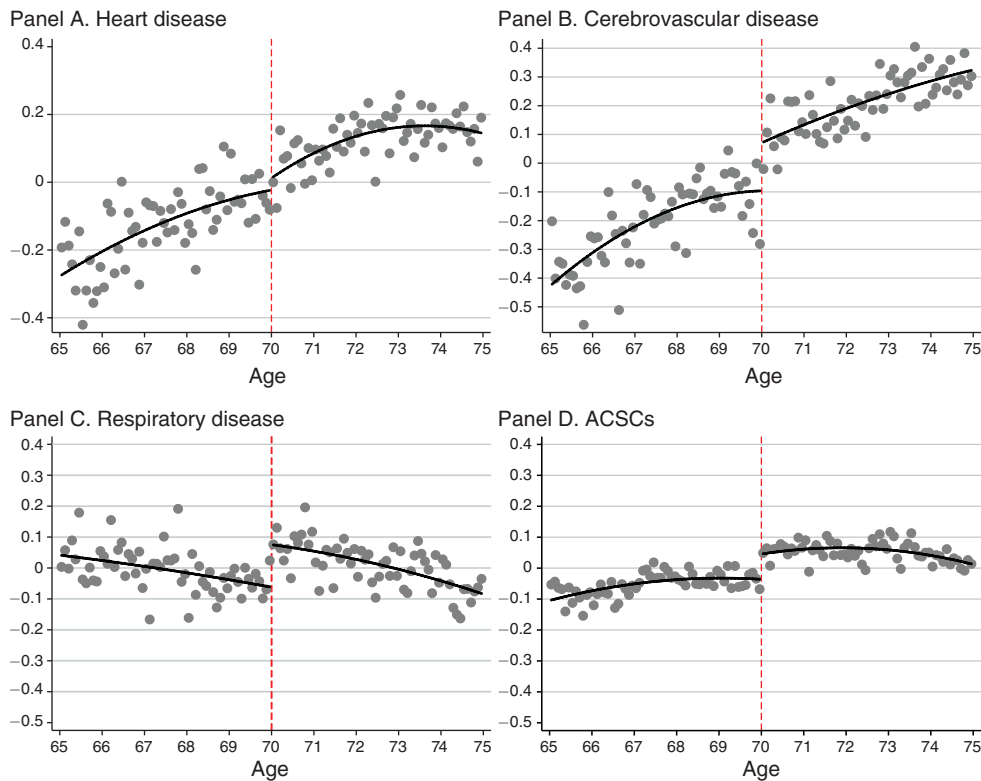 Panel A. Heart disease
0.4
0.2
0
−0.2
−0.4
65 66 67 68 69 70 71 72 73 74 75
Age
Panel B. Cerebrovascular disease
0.4
0.3
0.2
0.1
0
−0.1
−0.2
−0.3
−0.4
−0.5
65 66 67 68 69 70 71 72 73 74 75
Age
Panel C. Respiratory disease
0.4
0.3
0.2
0.1
0
−0.1
−0.2
−0.3
−0.4
−0.5
65 66 67 68 69 70 71 72 73 74 75
Age
Panel D. ACSCs
0.4
0.3
0.2
0.1
0
−0.1
0.2
−0.3
−0.4
−0.5
65 66 67 68 69 70 71 72 73 74 75
Age